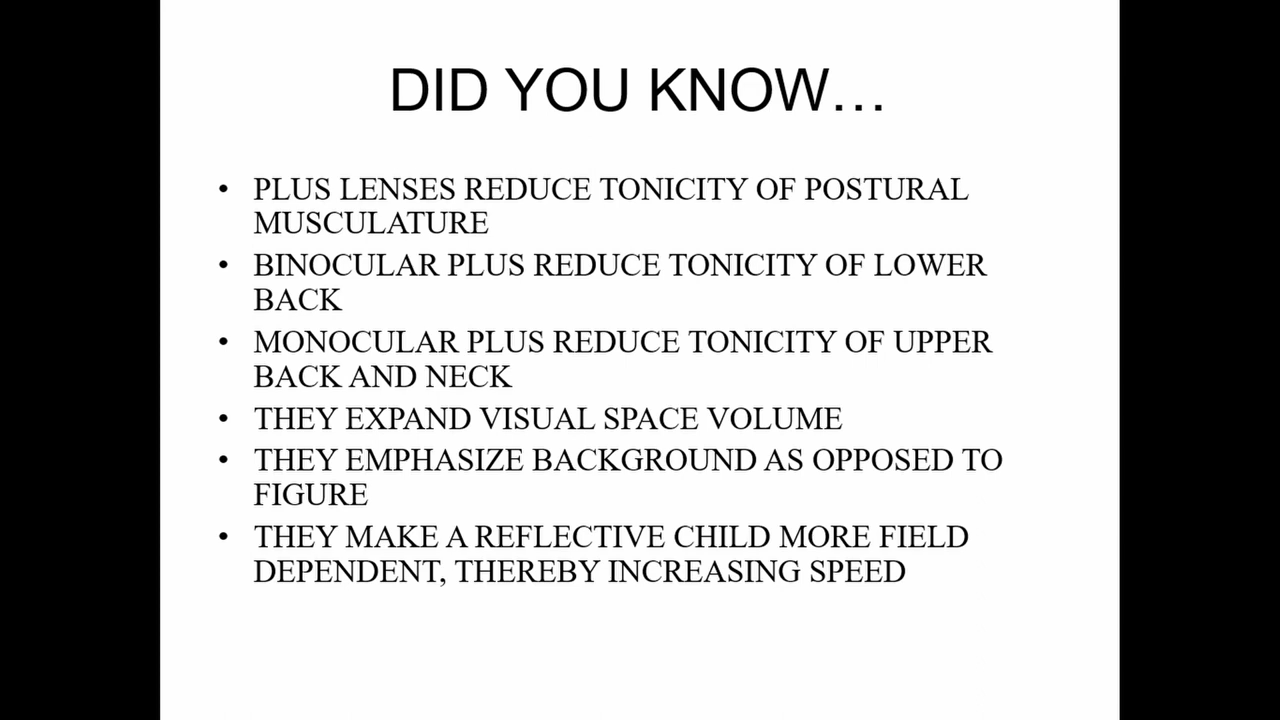 DID YOU KNOW…
• PLUS LENSES REDUCE TONICITY OF POSTURAL
MUSCULATURE
• BINOCULAR PLUS REDUCE TONICITY OF LOWER
BACK
• MONOCULAR PLUS REDUCE TONICITY OF UPPER
BACK AND NECK
• THEY EXPAND VISUAL SPACE VOLUME
• THEY EMPHASIZE BACKGROUND AS OPPOSED TO
FIGURE
• THEY MAKE A REFLECTIVE CHILD MORE FIELD
DEPENDENT, THEREBY INCREASING SPEED